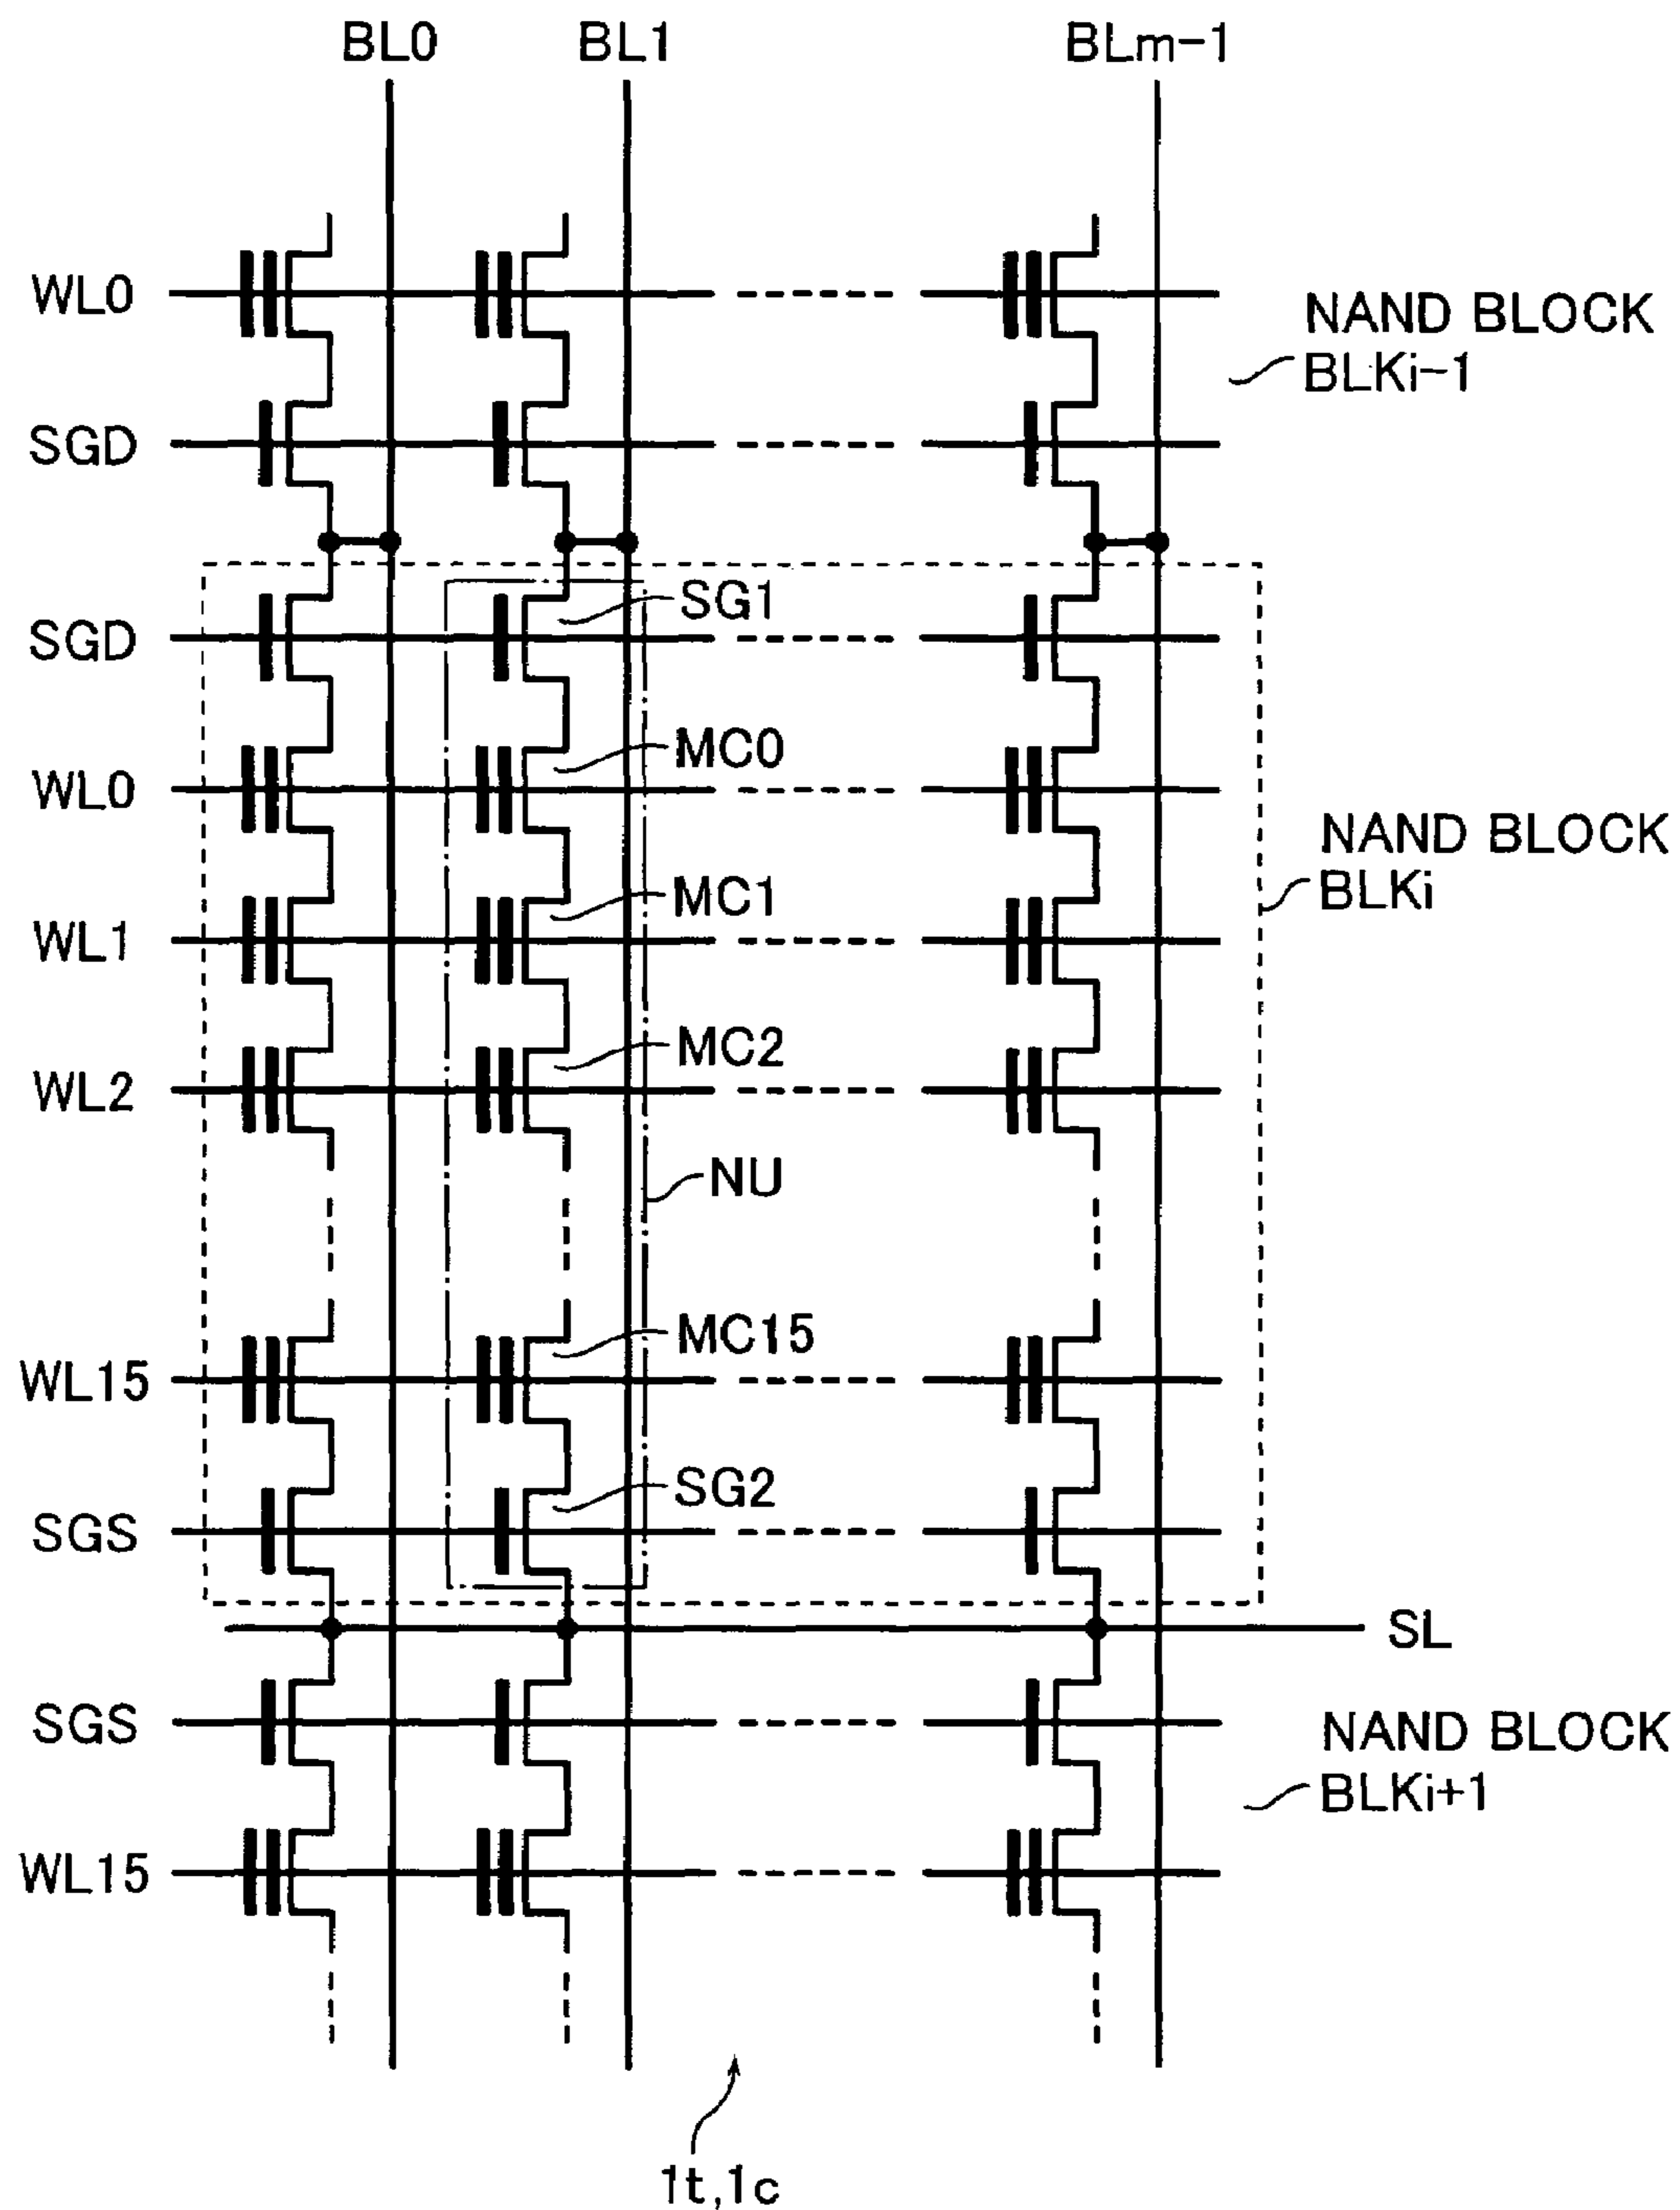 BL0 BL1 BLm-1
WL0
NAND BLOCK
BLKi-1
SGD
SGD
SG1
WL0
MC0
NAND BLOCK
BLKi
WL1
MC1
WL2
MC2
NU
WL15
MC15
SGS
SG2
SL
SGS
NAND BLOCK
BLKi+1
WL15
1t,1c